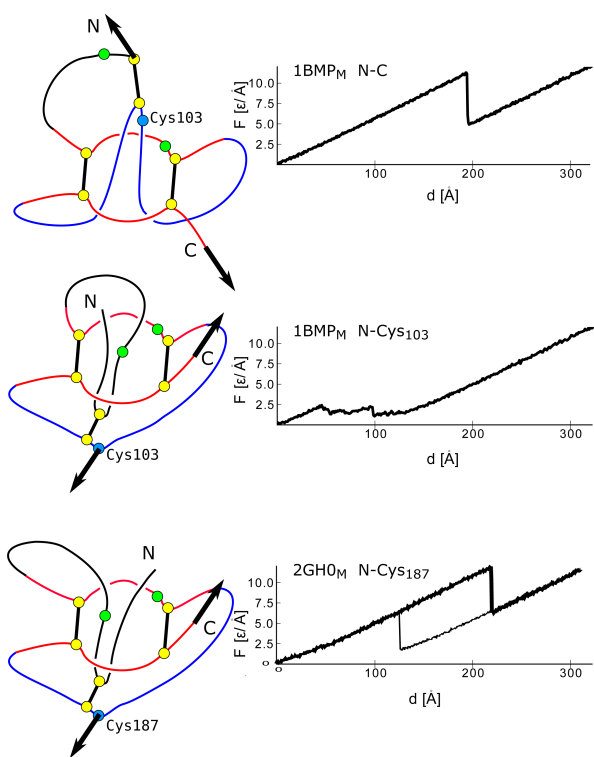 N
Cys103
C
1BMP_M N-C
F [ε/Å]
10.0
7.5
5.0
2.5
100 200 300
d [Å]
N
C
Cys103
1BMP_M N-Cys_103
F [ε/Å]
10.0
7.5
5.0
2.5
100 200 300
d [Å]
N
C
Cys187
2GH0_M N-Cys_187
F [ε/Å]
10.0
7.5
5.0
2.5
0
0 100 200 300
d [Å]